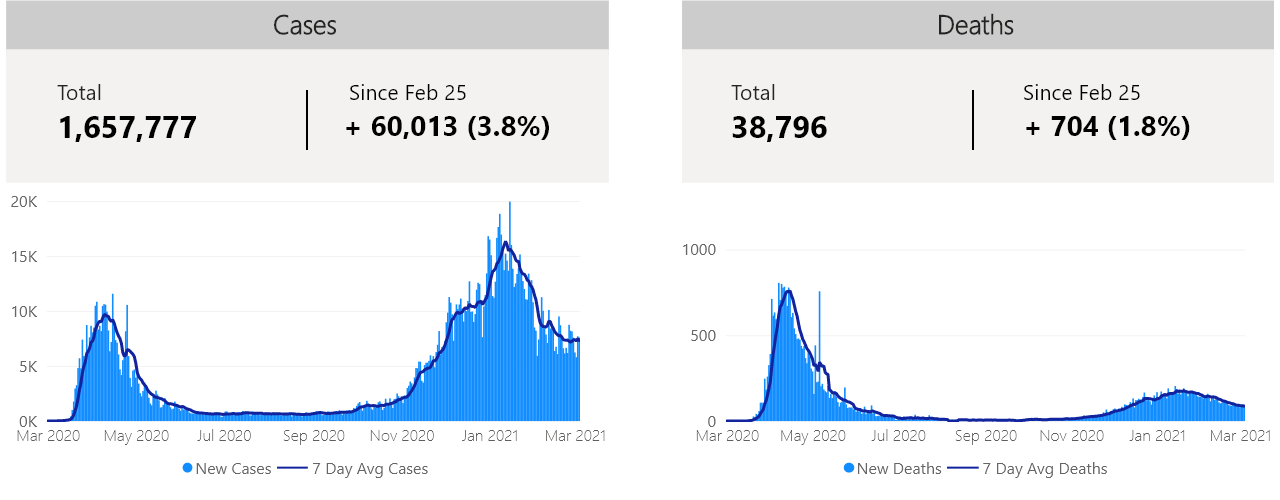 Cases
Total
1,657,777
Since Feb 25
+ 60,013 (3.8%)
20K
15K
10K
5K
0K
Mar 2020 May 2020 Jul 2020 Sep 2020 Nov 2020 Jan 2021 Mar 2021
New Cases 7 Day Avg Cases
Deaths
Total
38,796
Since Feb 25
+ 704 (1.8%)
1000
500
0
Mar 2020 May 2020 Jul 2020 Sep 2020 Nov 2020 Jan 2021 Mar 2021
New Deaths 7 Day Avg Deaths